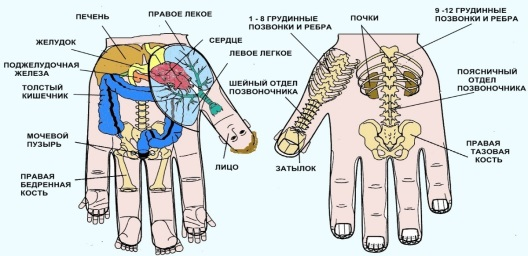 ПЕЧЕНЬ
ПРАВОЕ ЛЕКОЕ
СЕРДЦЕ
ЛЕВОЕ ЛЕГКОЕ
ЖЕЛУДОК
ПОДЖЕЛУДОЧНАЯ
ЖЕЛЕЗА
ТОЛСТЫЙ
КИШЕЧНИК
МОЧЕВОЙ
ПУЗЫРЬ
ПРАВАЯ
БЕДРЕННАЯ
КОСТЬ
ЛИЦО
1 - 8 ГРУДИННЫЕ
ПОЗВОНКИ И РЕБРА
ШЕЙНЫЙ ОТДЕЛ
ПОЗВОНОЧНИКА
ЗАТЫЛОК
ПОЧКИ
9 -12 ГРУДИННЫЕ
ПОЗВОНКИ И РЕБРА
ПОЯСНИЧНЫЙ
ОТДЕЛ
ПОЗВОНОЧНИКА
ПРАВАЯ
ТАЗОВАЯ
КОСТЬ